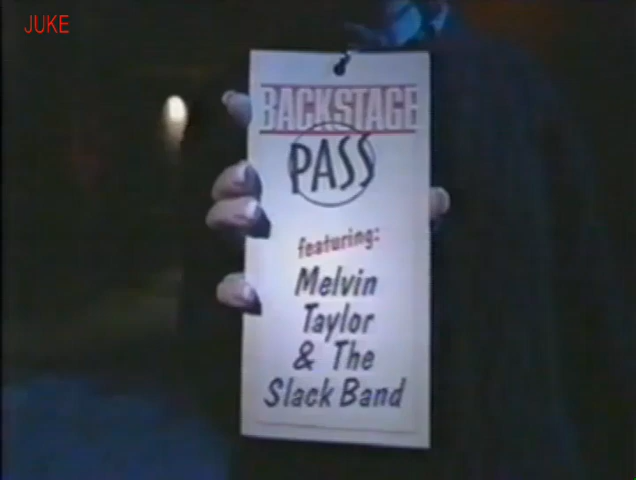 JUKE
BACKSTAGE
PASS
featuring:
Melvin
Taylor
& The
Slack Band